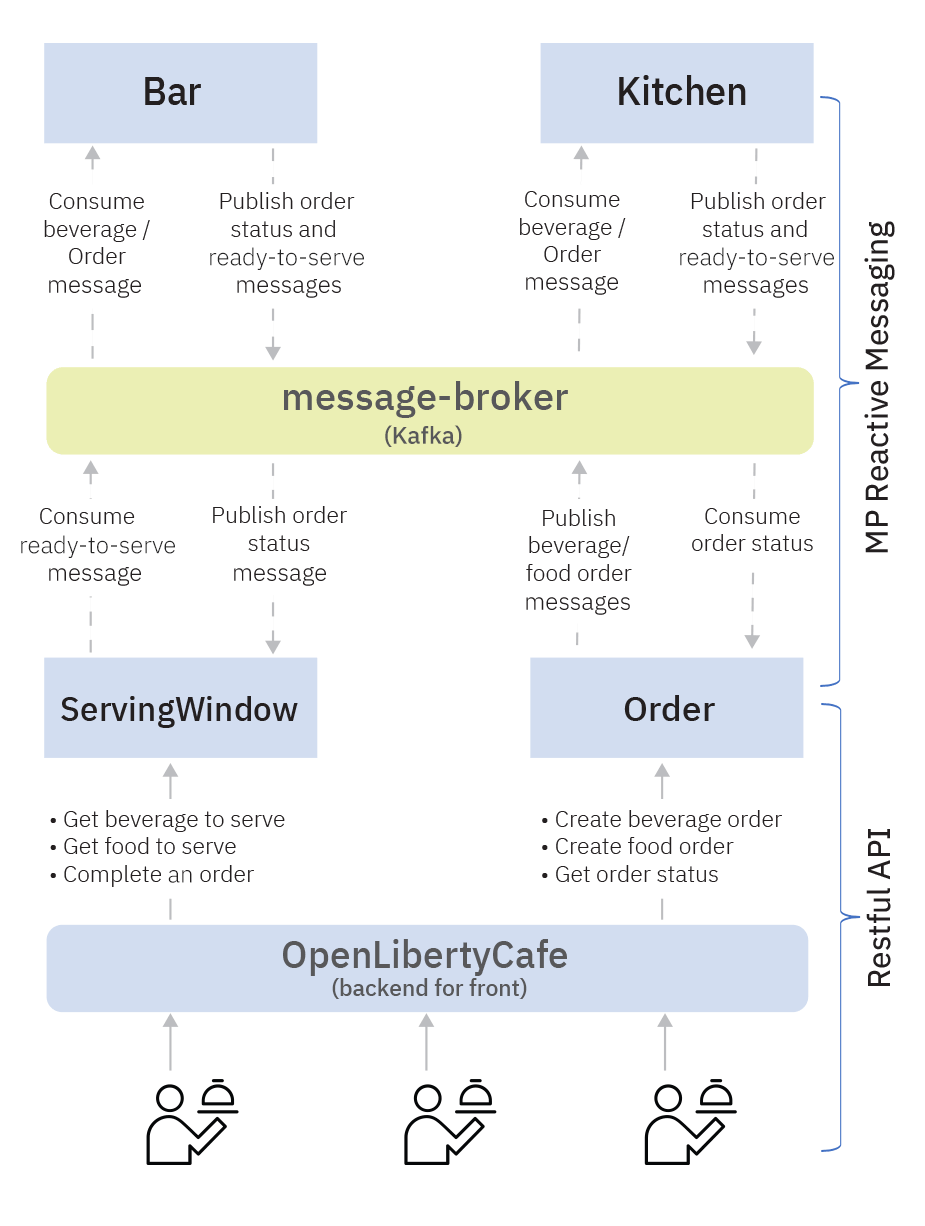 Bar
Kitchen
Consume
beverage /
Order
message
Publish order
status and
ready-to-serve
messages
Consume
beverage /
Order
message
Publish order
status and
ready-to-serve
messages
MP Reactive Messaging
message-broker
(Kafka)
Consume
ready-to-serve
message
Publish order
status
message
Publish
beverage/
food order
messages
Consume
order status
ServingWindow
Order
• Get beverage to serve
• Get food to serve
• Complete an order
• Create beverage order
• Create food order
• Get order status
Restful API
OpenLibertyCafe
(backend for front)